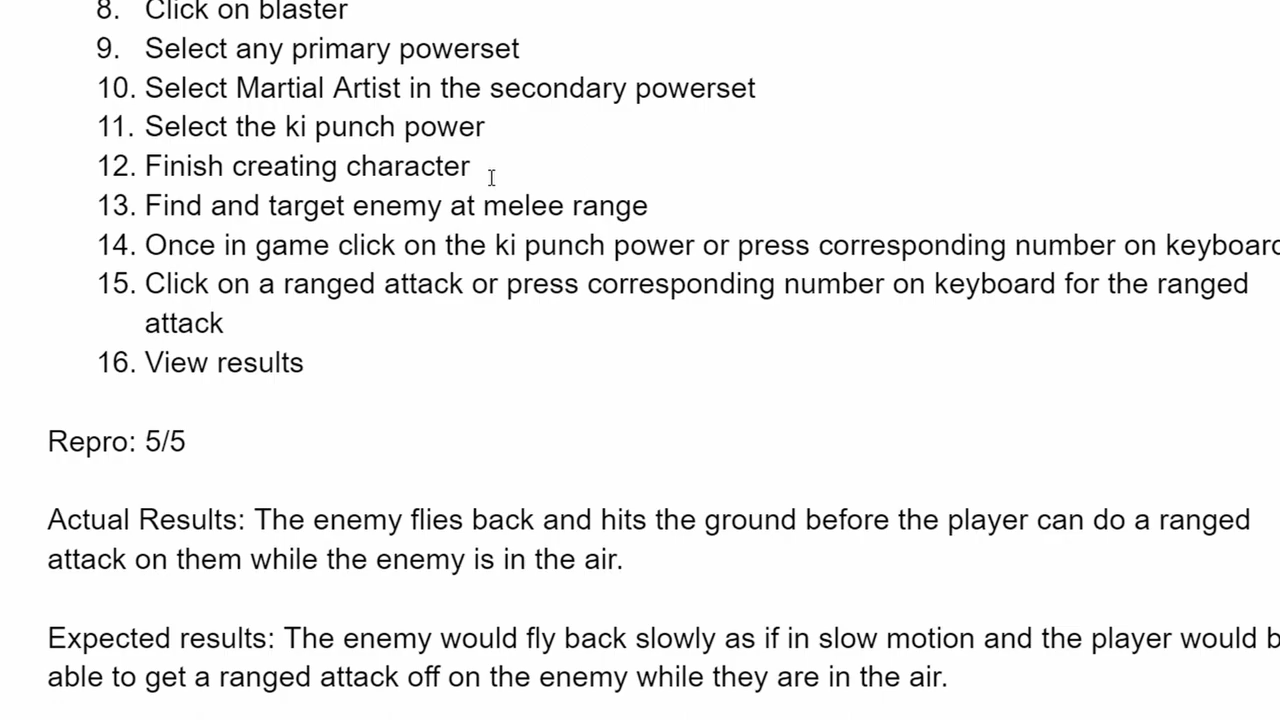 8. Click on blaster
9. Select any primary powerset
10. Select Martial Artist in the secondary powerset
11. Select the ki punch power
12. Finish creating character
13. Find and target enemy at melee range
14. Once in game click on the ki punch power or press corresponding number on
15. Click on a ranged attack or press corresponding number on keyboard for the ranged
attack
16. View results
Repro: 5/5
Actual Results: The enemy flies back and hits the ground before the player can do a ranged
attack on them while the enemy is in the air.
Expected results: The enemy would fly back slowly as if in slow motion and the player would
able to get a ranged attack off on the enemy while they are in the air.